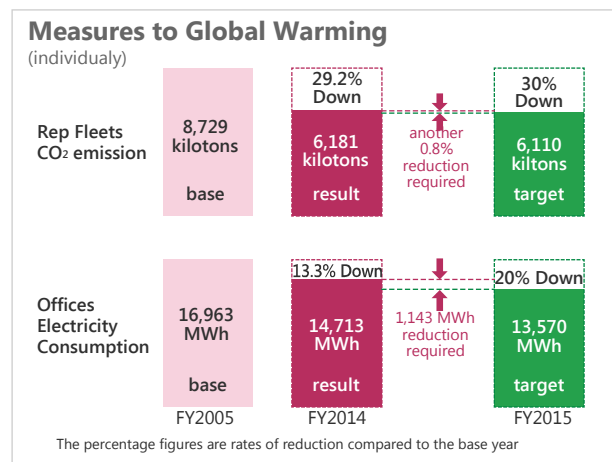 Measures to Global Warming
(individualy)
29.2%
Down
30%
Down
Rep Fleets
CO2 emission
8,729
kilotons
base
6,181
kilotons
result
another
0.8%
reduction
required
6,110
kiltons
target
13.3% Down
20% Down
Offices
Electricity
Consumption
16,963
MWh
base
14,713
MWh
result
1,143 MWh
reduction
required
13,570
MWh
target
FY2005
FY2014
FY2015
The percentage figures are rates of reduction compared to the base year